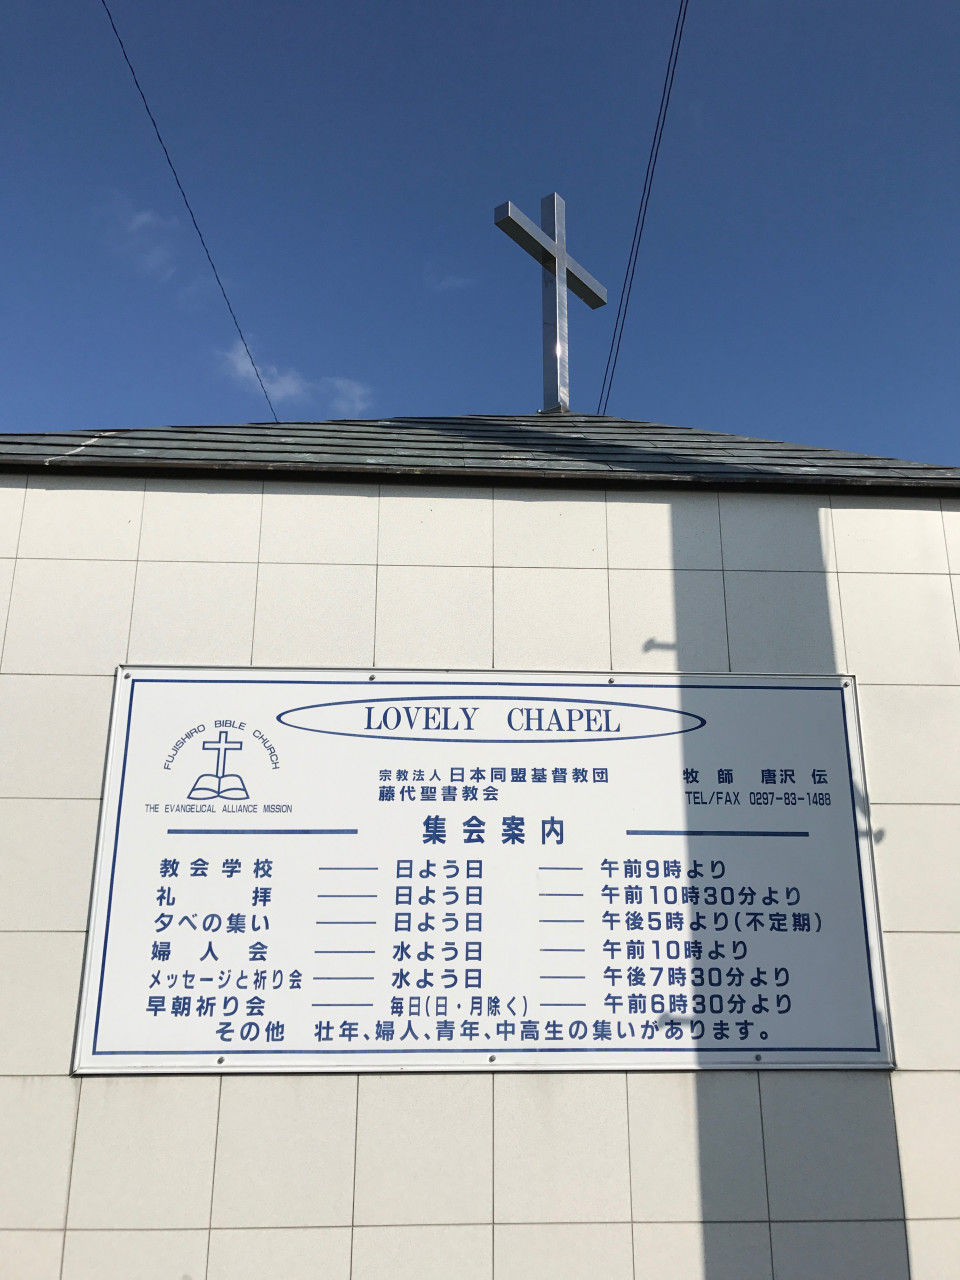 LOVELY CHAPEL
FUJISHIRO BIBLE CHURCH
THE EVANGELICAL ALLIANCE MISSION
宗教法人 日本同盟基督教団
藤代聖書教会
牧師 唐沢 伝
TEL/FAX 0297-83-1488
集会案内
教会学校 —— 日よう日 —— 午前9時より
礼拝 —— 日よう日 —— 午前10時30分より
夕べの集い —— 日よう日 —— 午後5時より(不定期)
婦人会 —— 水よう日 —— 午前10時より
メッセージと祈り会 —— 水よう日 —— 午後7時30分より
早朝祈り会 —— 毎日(日・月除く) —— 午前6時30分より
その他 壮年、婦人、青年、中高生の集いがあります。